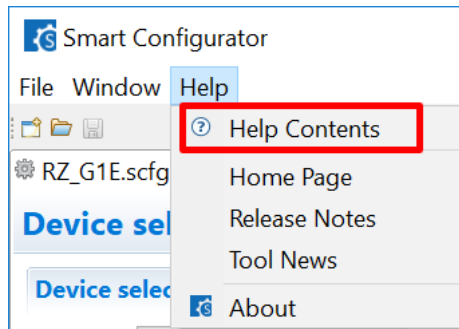 Smart Configurator
File Window Help
Help Contents
RZ_G1E.scfg
Home Page
Device sel
Release Notes
Tool News
Device selec
About